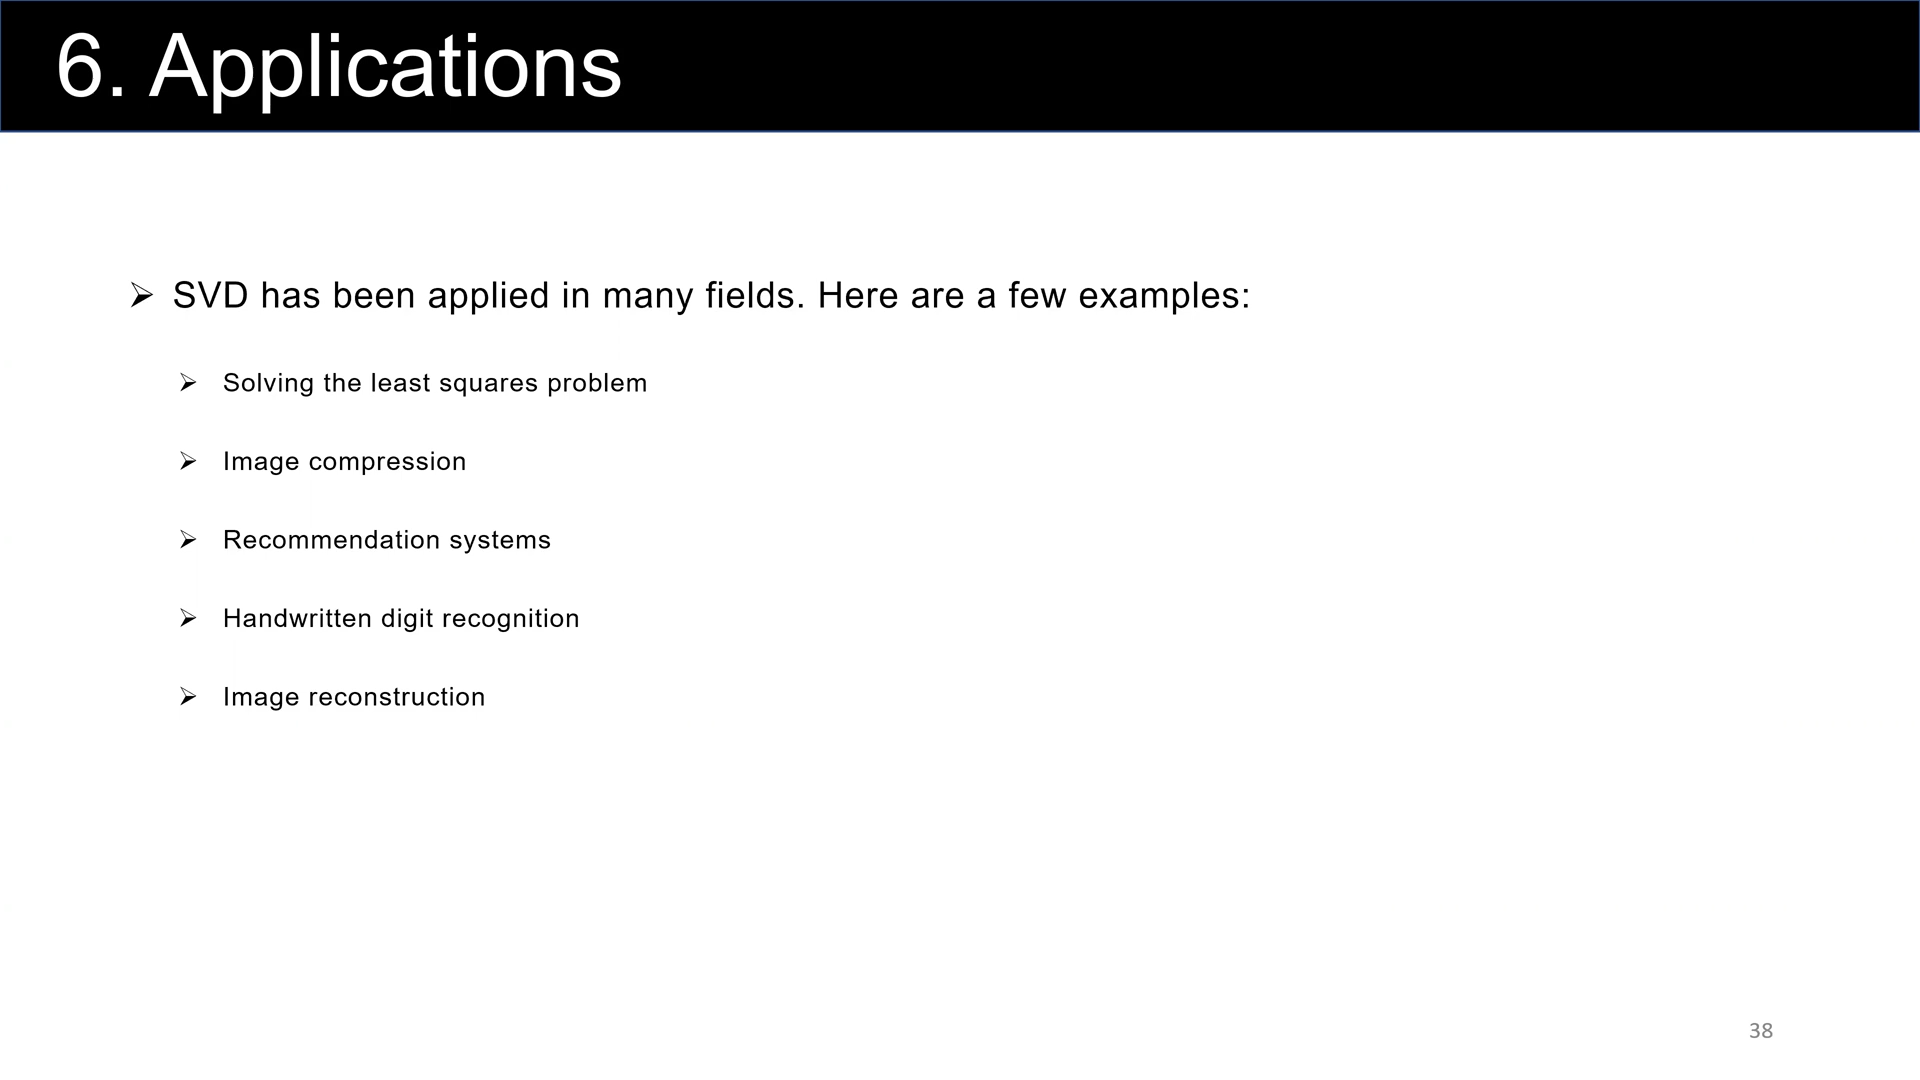 6. Applications
➢ SVD has been applied in many fields. Here are a few examples:
➢ Solving the least squares problem
➢ Image compression
➢ Recommendation systems
➢ Handwritten digit recognition
➢ Image reconstruction
38